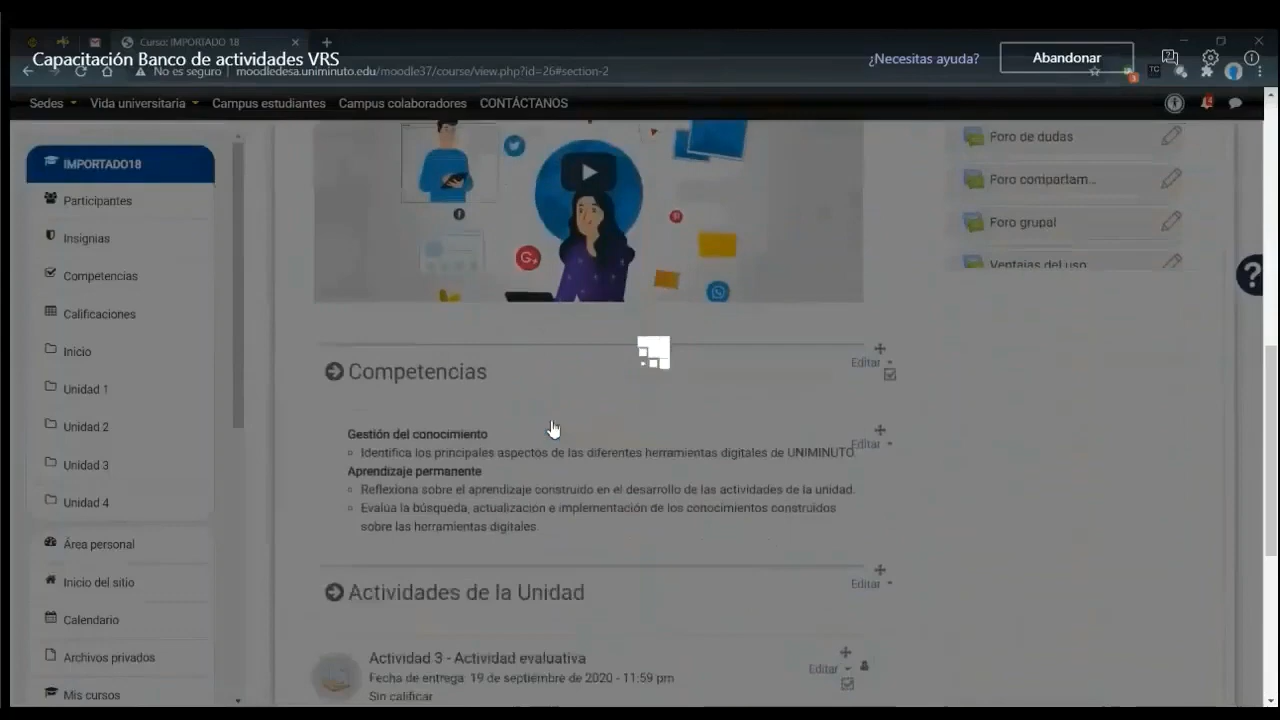 Curso: IMPORTADO 18
Capacitación Banco de actividades VRS
¿Necesitas ayuda?
Abandonar
No es seguro
moodledesa.uniminuto.edu/moodle37/course/view.php?id=26#section-2
TC
Sedes
Vida universitaria
Campus estudiantes
Campus colaboradores
CONTÁCTANOS
IMPORTADO18
Participantes
Insignias
Competencias
Calificaciones
Inicio
Unidad 1
Unidad 2
Unidad 3
Unidad 4
Área personal
Inicio del sitio
Calendario
Archivos privados
Mis cursos
Foro de dudas
Foro compartam...
Foro grupal
Ventajas del uso
Editar
Competencias
Editar
Gestión del conocimiento
Identifica los principales aspectos de las diferentes herramientas digitales de UNIMINUTO.
Aprendizaje permanente
Reflexiona sobre el aprendizaje construido en el desarrollo de las actividades de la unidad.
Evalúa la búsqueda, actualización e implementación de los conocimientos construidos
sobre las herramientas digitales.
Editar
Actividades de la Unidad
Actividad 3 - Actividad evaluativa
Editar
Fecha de entrega: 19 de septiembre de 2020 - 11:59 pm
Sin calificar